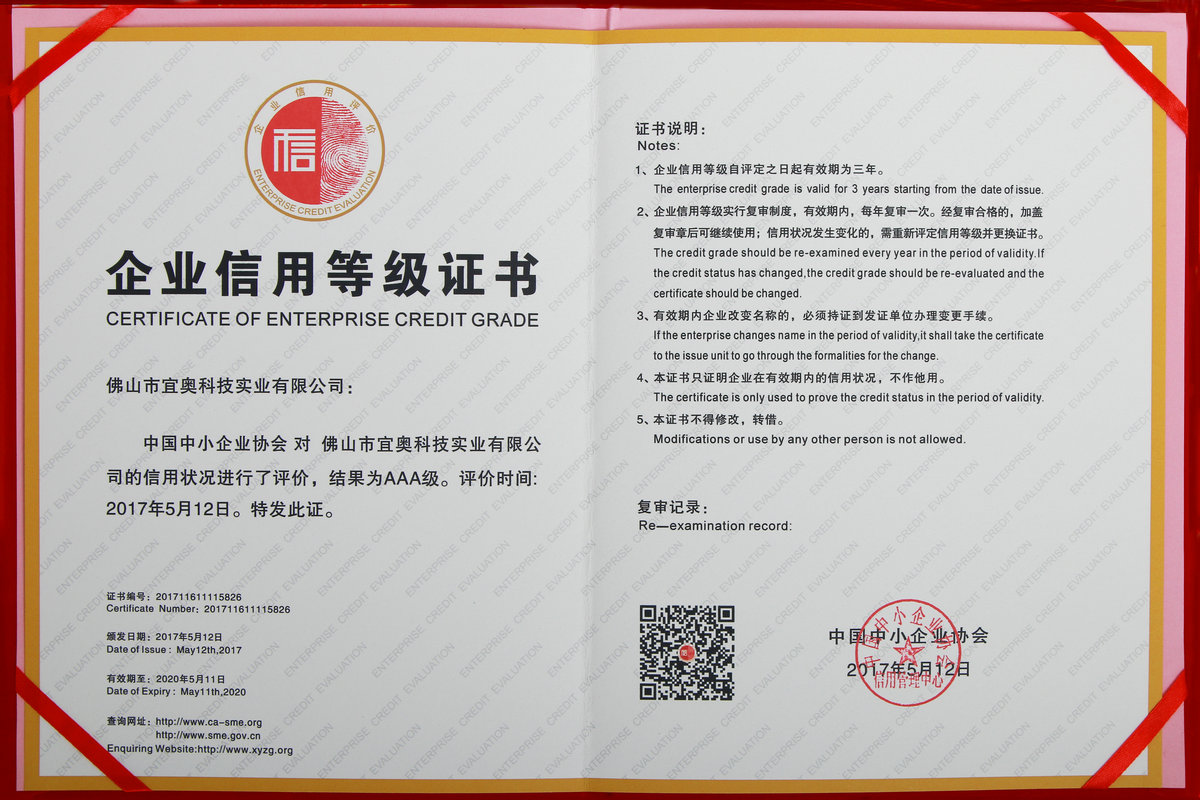 企业信用评价
信
ENTERPRISE CREDIT EVALUATION
企业信用等级证书
CERTIFICATE OF ENTERPRISE CREDIT GRADE
佛山市宜奥科技实业有限公司：
中国中小企业协会 对 佛山市宜奥科技实业有限公
司的信用状况进行了评价，结果为AAA级。评价时间：
2017年5月12日。特发此证。
证书编号：201711611115826
Certificate Number: 201711611115826
颁发日期：2017年5月12日
Date of Issue : May12th,2017
有效期至：2020年5月11日
Date of Expiry : May11th,2020
查询网址：http://www.ca-sme.org
http://www.sme.gov.cn
Enquiring Website:http://www.xyzg.org
证书说明：
Notes:
1、企业信用等级自评定之日起有效期为三年。
The enterprise credit grade is valid for 3 years starting from the date of issue.
2、企业信用等级实行复审制度，有效期内，每年复审一次。经复审合格的，加盖
复审章后可继续使用；信用状况发生变化的，需重新评定信用等级并更换证书。
The credit grade should be re-examined every year in the period of validity.If
the credit status has changed,the credit grade should be re-evaluated and the
certificate should be changed.
3、有效期内企业改变名称的，必须持证到发证单位办理变更手续。
If the enterprise changes name in the period of validity,it shall take the certificate
to the issue unit to go through the formalities for the change.
4、本证书只证明企业在有效期内的信用状况，不作他用。
The certificate is only used to prove the credit status in the period of validity.
5、本证书不得修改，转借。
Modifications or use by any other person is not allowed.
复审记录：
Re—examination record:
中国中小企业协会
2017年5月12日
中国中小企业协会
信用管理中心